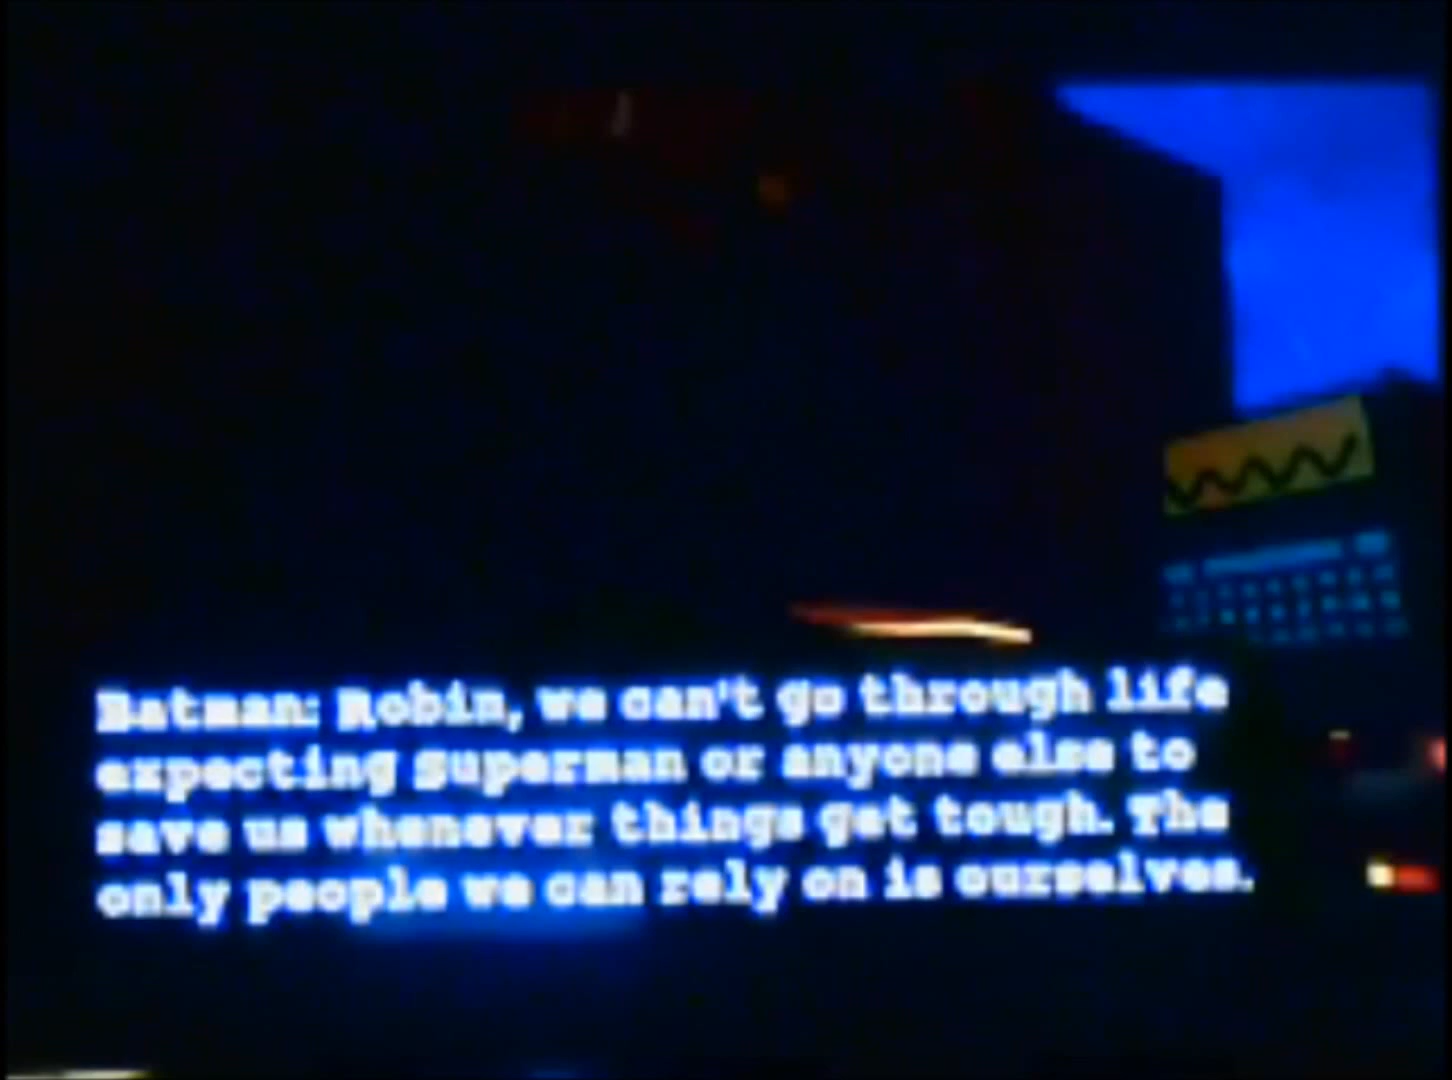 Batman: Robin, we can't go through life
expecting Superman or anyone else to
save us whenever things get tough. The
only people we can rely on is ourselves.